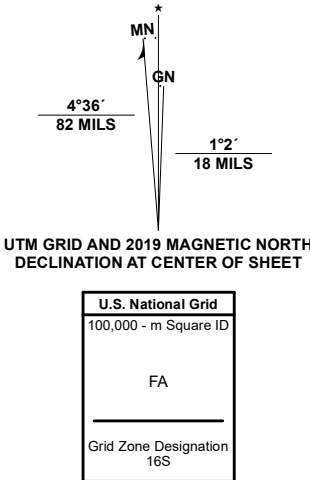 MN
GN
4°36´
82 MILS
1°2´
18 MILS
UTM GRID AND 2019 MAGNETIC NORTH
DECLINATION AT CENTER OF SHEET
U.S. National Grid
100,000 - m Square ID
FA
Grid Zone Designation
16S